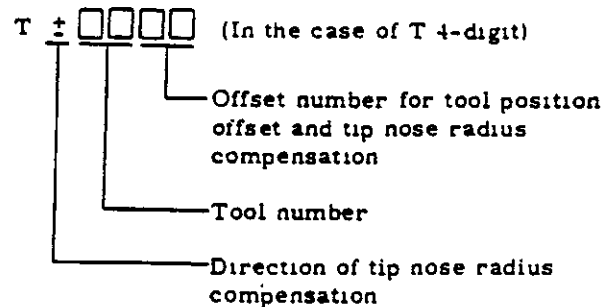 T ± □□□□ (In the case of T 4-digit)
Offset number for tool position
offset and tip nose radius
compensation
Tool number
Direction of tip nose radius
compensation